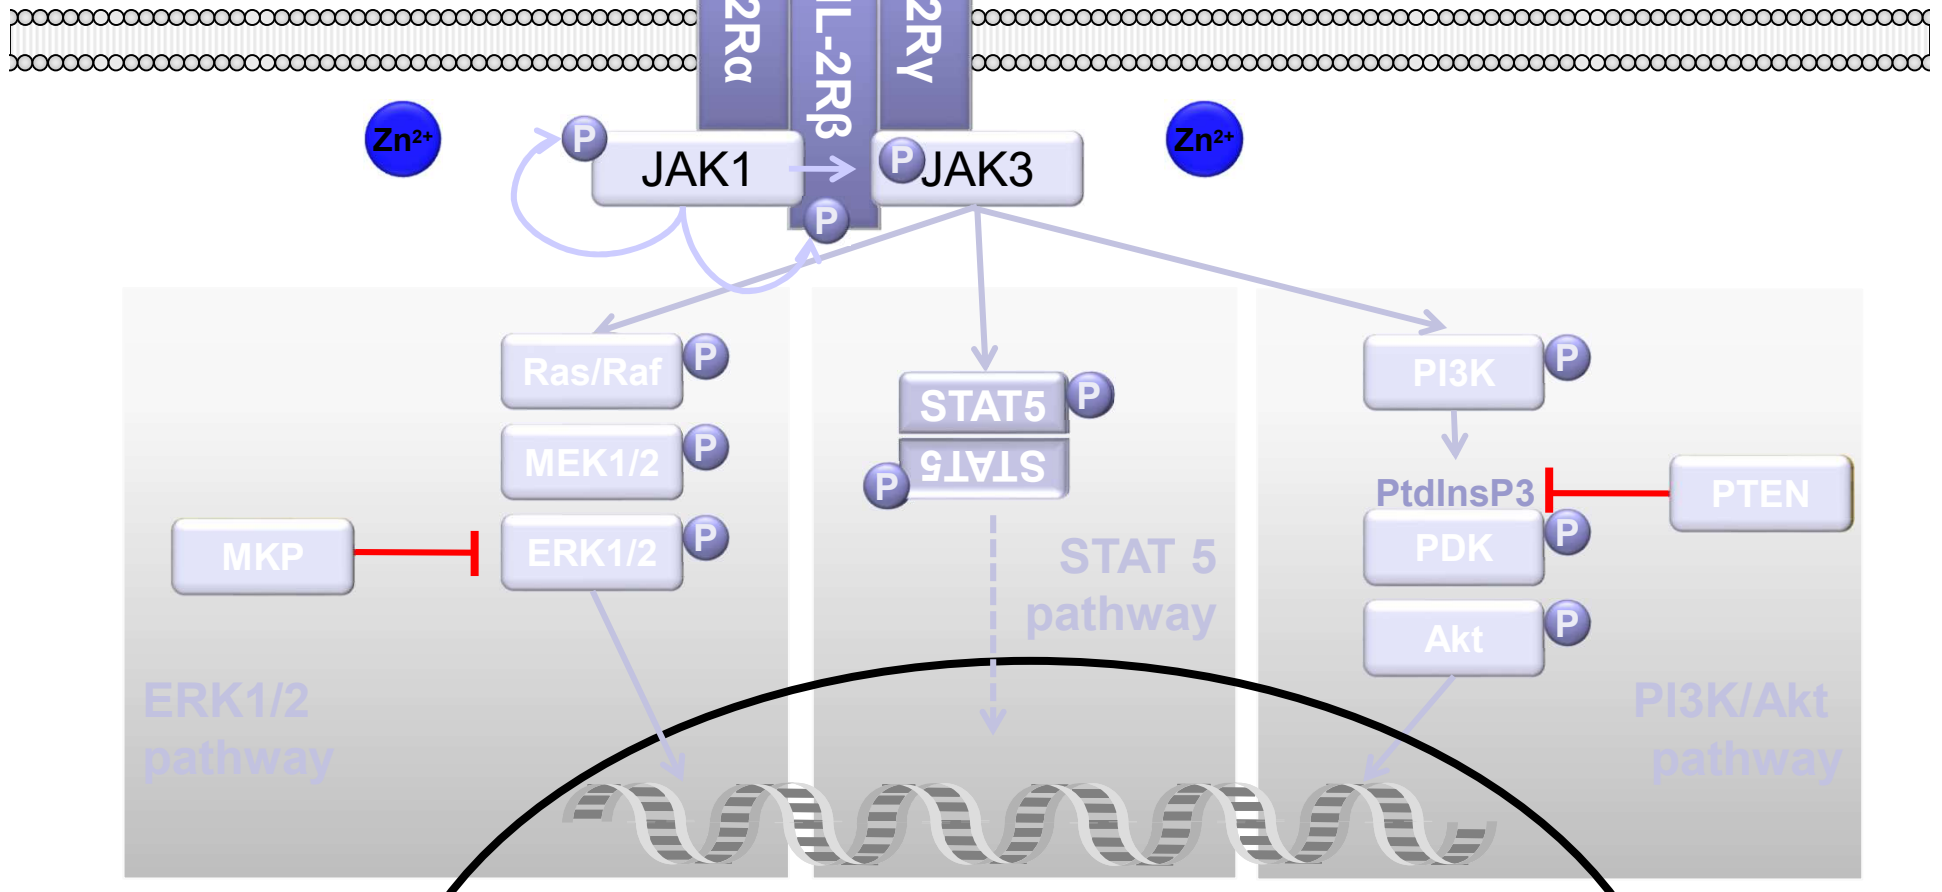 2Rα
IL-2Rβ
2Rγ
Zn2+
Zn2+
P
JAK1
P
JAK3
P
Ras/Raf
P
STAT5
P
PI3K
P
MEK1/2
P
STAT5
P
PtdInsP3
PTEN
MKP
ERK1/2
P
PDK
P
STAT 5
pathway
Akt
P
ERK1/2
pathway
PI3K/Akt
pathway